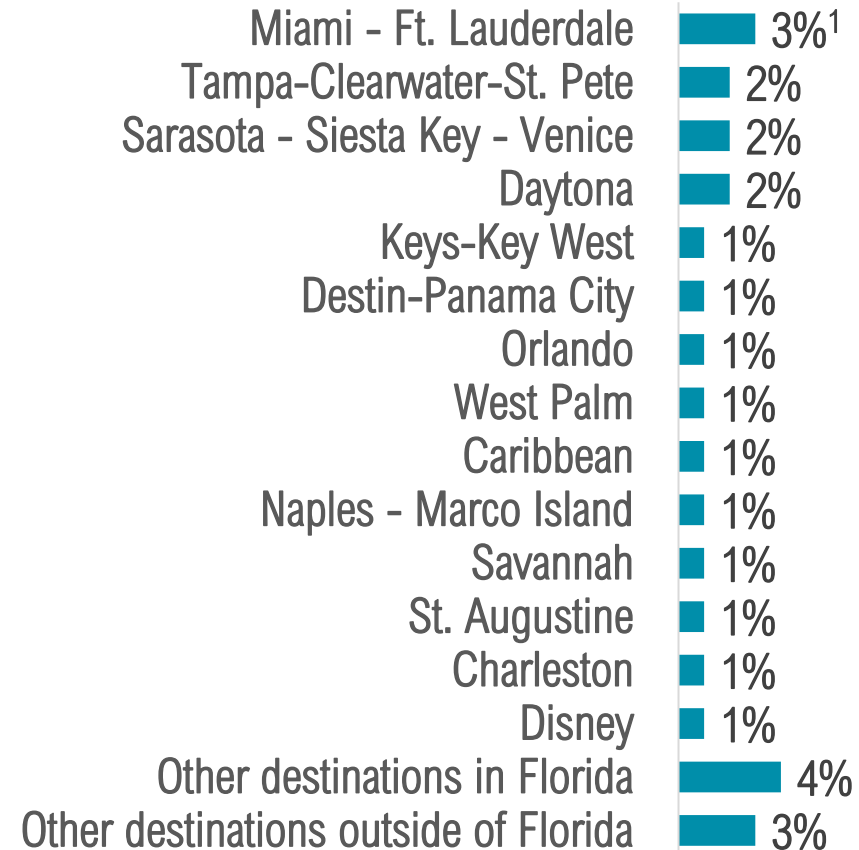 Miami - Ft. Lauderdale 3%¹
Tampa-Clearwater-St. Pete 2%
Sarasota - Siesta Key - Venice 2%
Daytona 2%
Keys-Key West 1%
Destin-Panama City 1%
Orlando 1%
West Palm 1%
Caribbean 1%
Naples - Marco Island 1%
Savannah 1%
St. Augustine 1%
Charleston 1%
Disney 1%
Other destinations in Florida 4%
Other destinations outside of Florida 3%